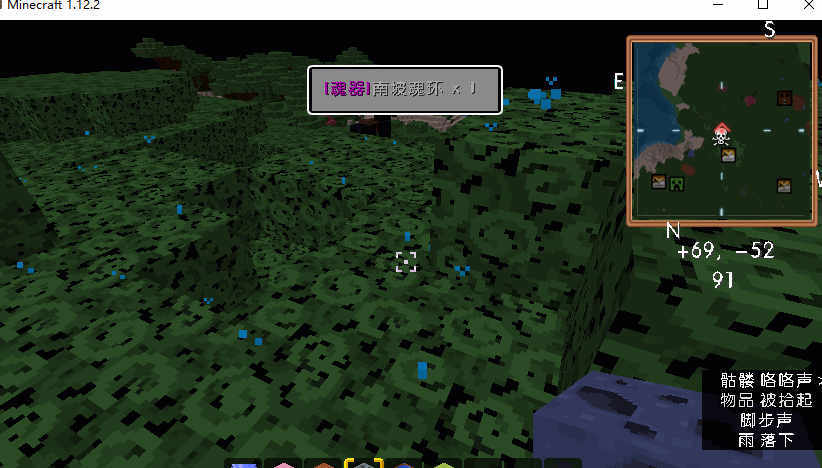 Minecraft 1.12.2
S
[魂器]南坡魂环 x 1
E
N
+69, -52
91
骷髅 咯咯声 >
物品 被拾起
脚步声
雨 落下